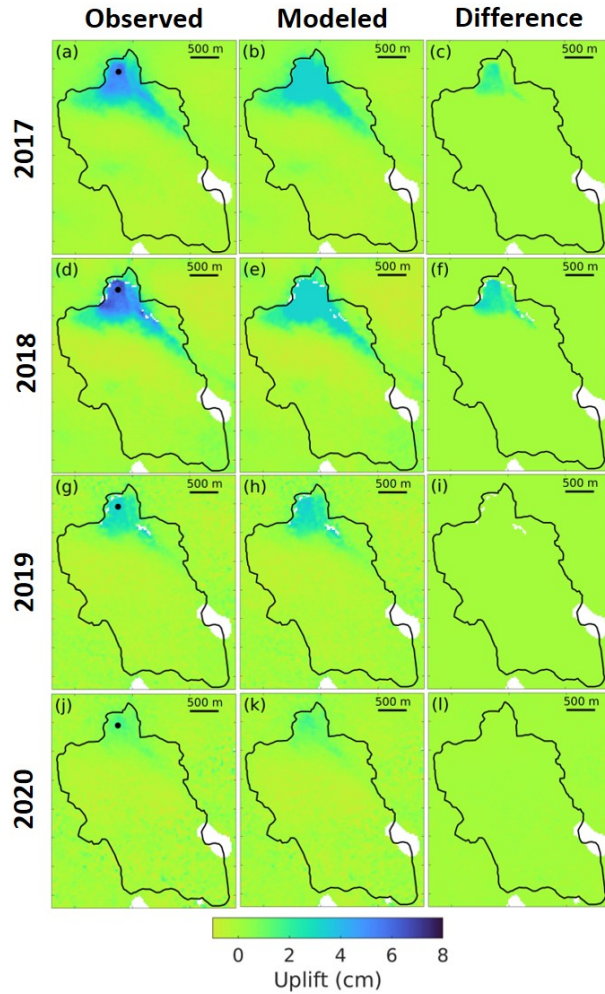 Observed Modeled Difference
2017
(a) 500 m (b) 500 m (c) 500 m
2018
(d) 500 m (e) 500 m (f) 500 m
2019
(g) 500 m (h) 500 m (i) 500 m
2020
(j) 500 m (k) 500 m (l) 500 m
0 2 4 6 8
Uplift (cm)